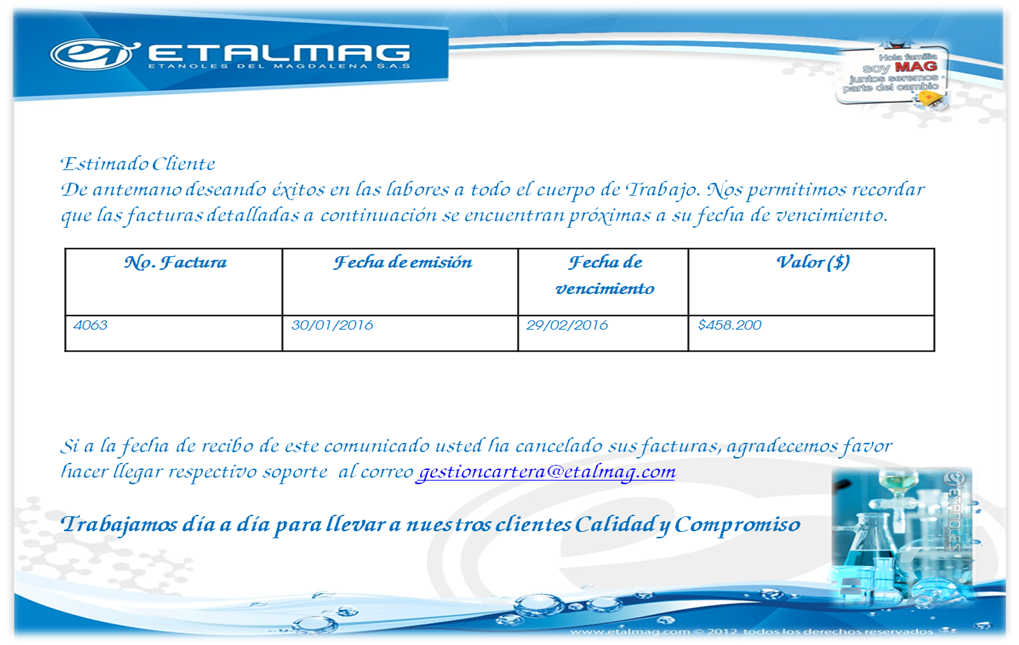 ETALMAG
ETANOLES DEL MAGDALENA S.A.S
Hola familia
soy MAG
juntos seremos
parte del cambio
Estimado Cliente
De antemano deseando éxitos en las labores a todo el cuerpo de Trabajo. Nos permitimos recordar
que las facturas detalladas a continuación se encuentran próximas a su fecha de vencimiento.
No. Factura Fecha de emisión Fecha de vencimiento Valor ($)
4063 30/01/2016 29/02/2016 $458.200
Si a la fecha de recibo de este comunicado usted ha cancelado sus facturas, agradecemos favor
hacer llegar respectivo soporte al correo gestioncartera@etalmag.com
Trabajamos día a día para llevar a nuestros clientes Calidad y Compromiso
www.etalmag.com © 2012 todos los derechos reservados